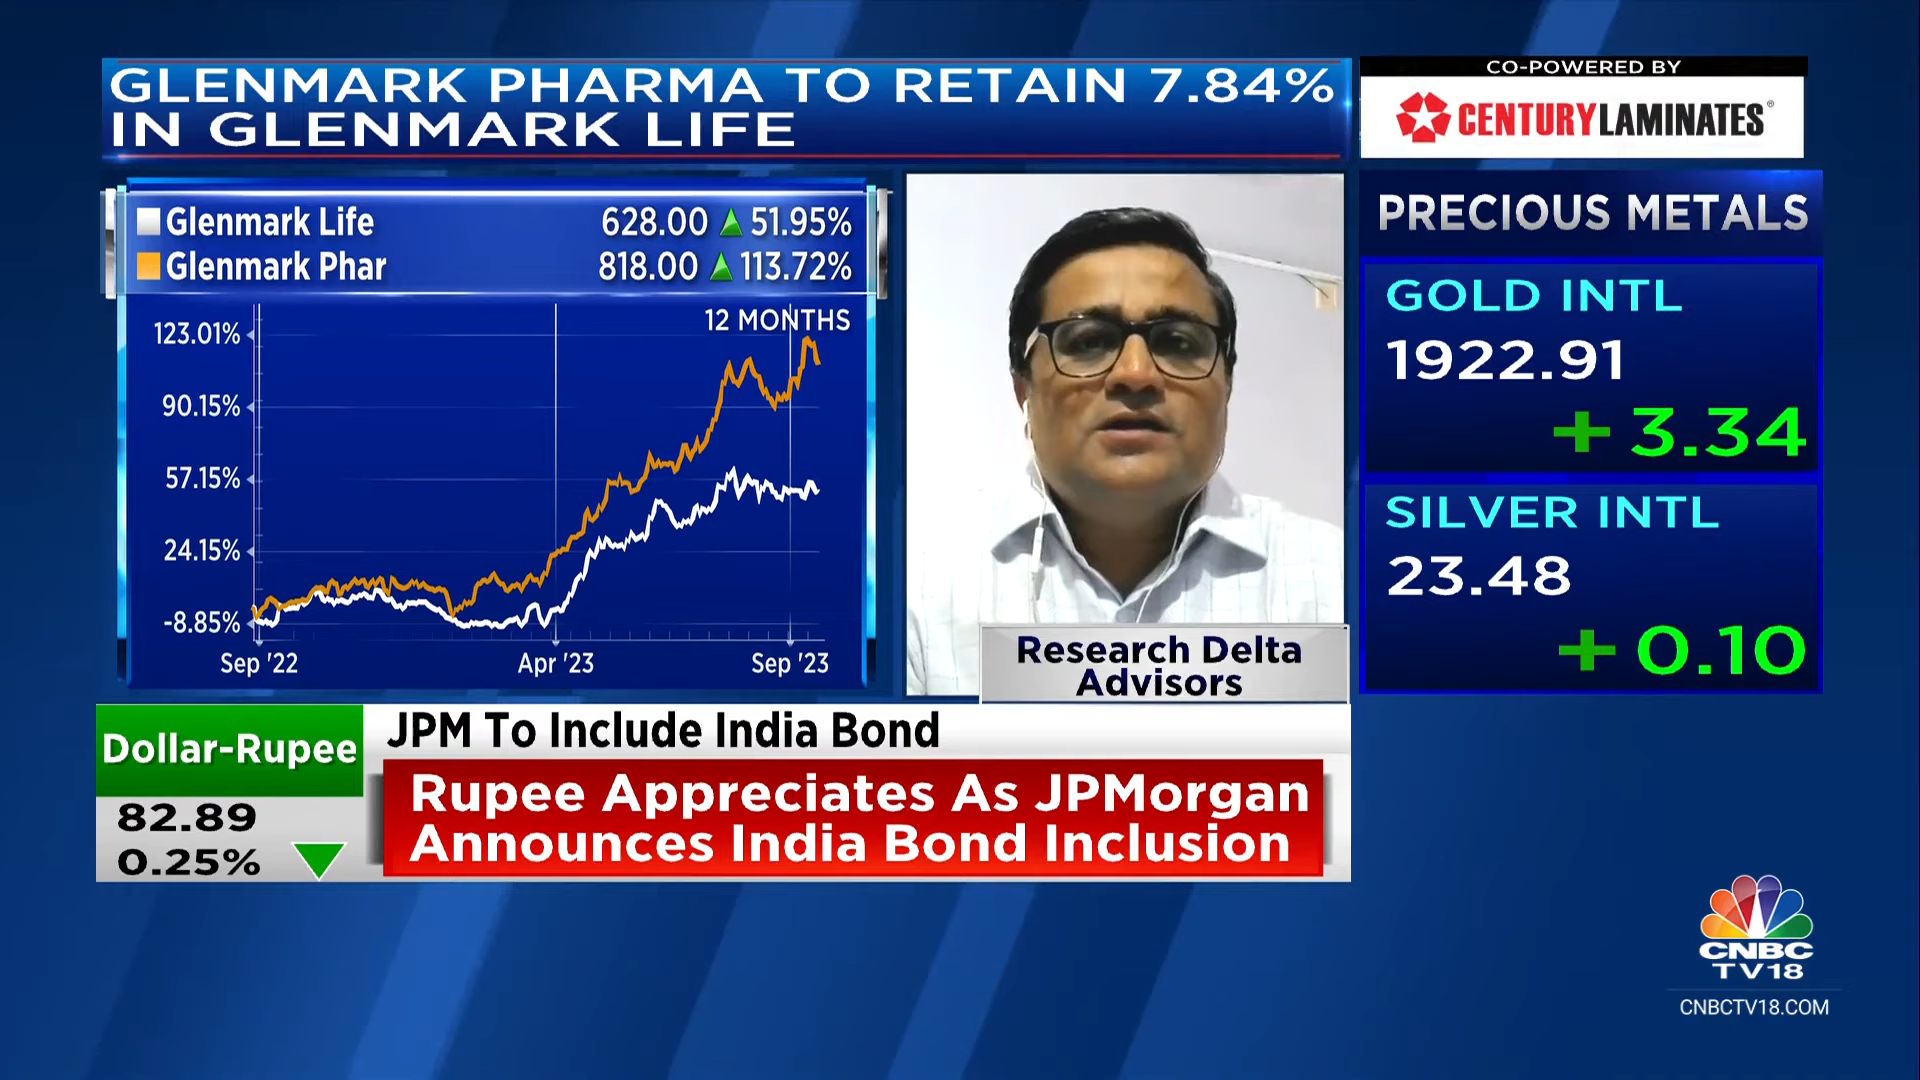 GLENMARK PHARMA TO RETAIN 7.84%
IN GLENMARK LIFE
CO-POWERED BY
CENTURYLAMINATES®
Glenmark Life 628.00 ▲ 51.95%
Glenmark Phar 818.00 ▲ 113.72%
12 MONTHS
123.01%
90.15%
57.15%
24.15%
-8.85%
Sep '22 Apr '23 Sep '23
Research Delta
Advisors
PRECIOUS METALS
GOLD INTL
1922.91
+ 3.34
SILVER INTL
23.48
+ 0.10
Dollar-Rupee
82.89
0.25% ▼
JPM To Include India Bond
Rupee Appreciates As JPMorgan
Announces India Bond Inclusion
CNBC
TV18
CNBCTV18.COM